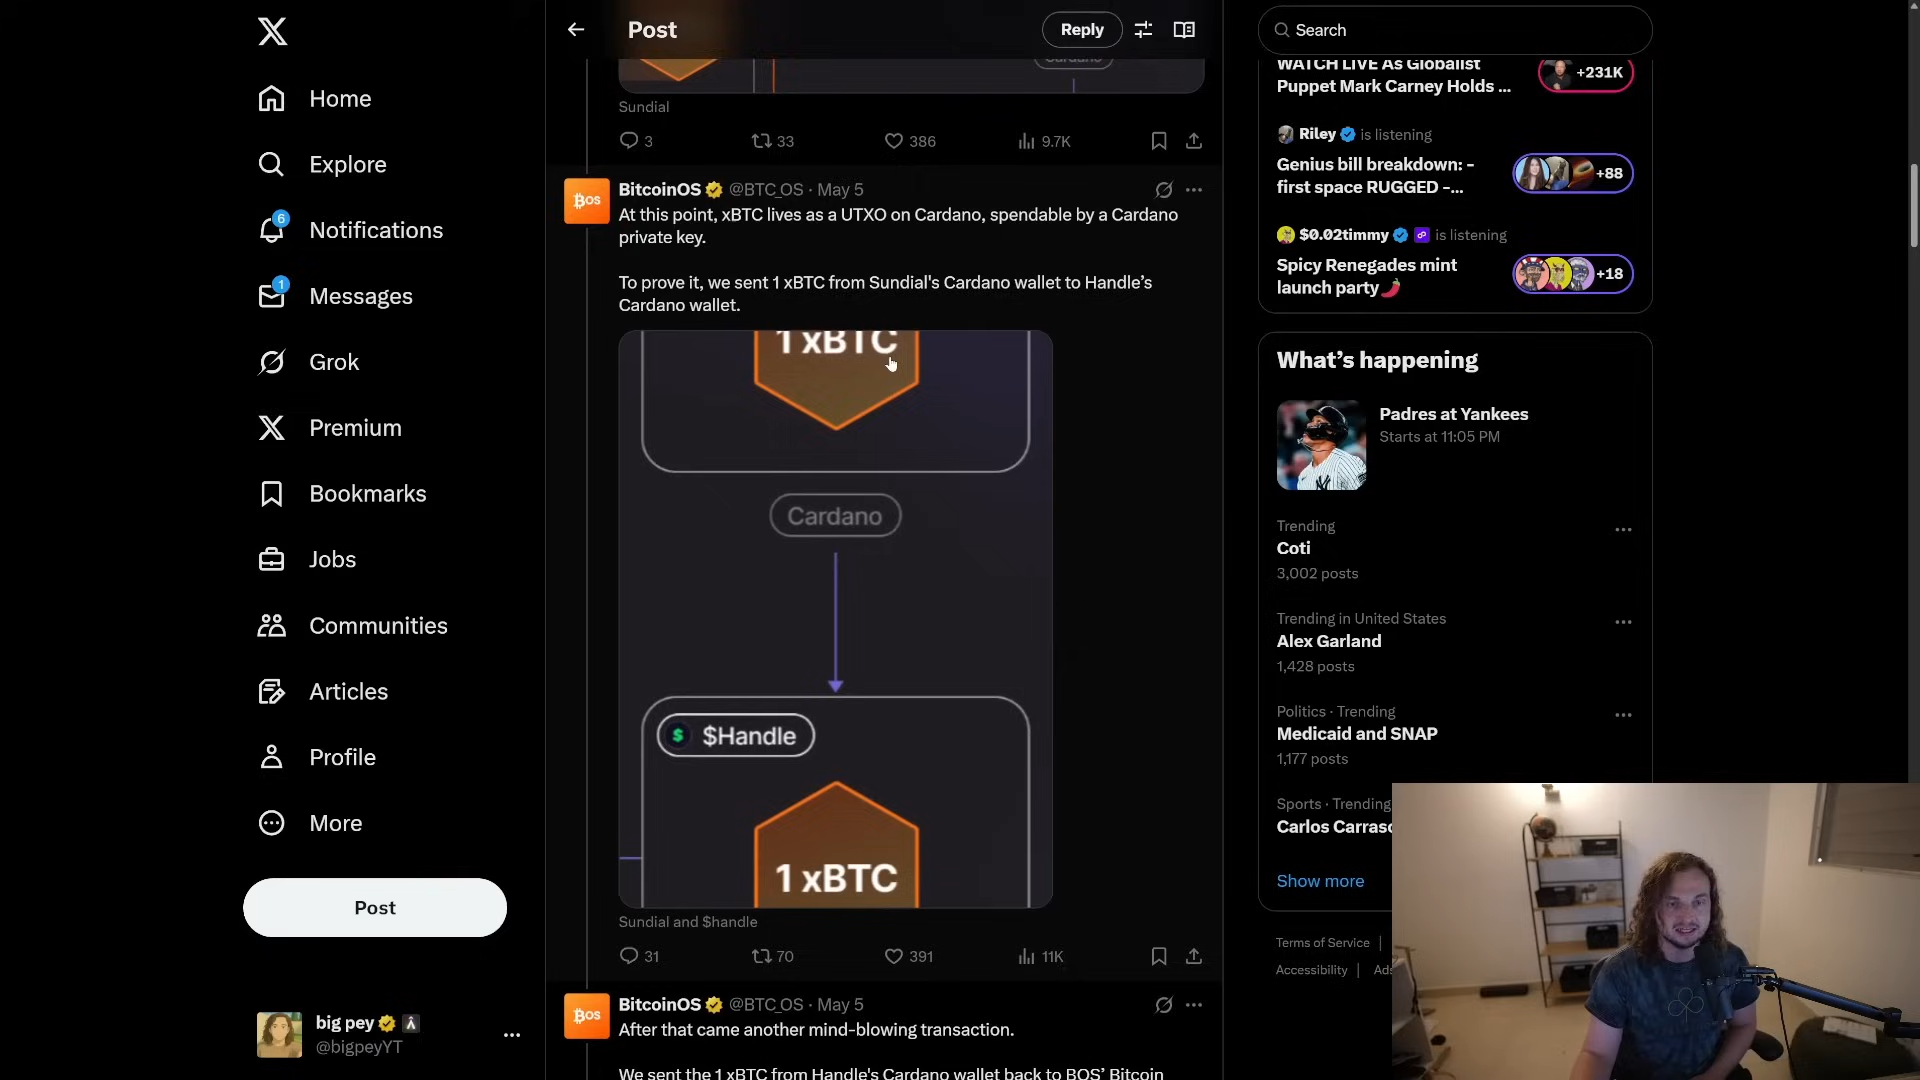 Home
Explore
6
Notifications
1
Messages
Grok
Premium
Bookmarks
Jobs
Communities
Articles
Profile
More
Post
big pey
@bigpeyYT
Post
Reply
Cardano
Sundial
3
33
386
9.7K
BOS
BitcoinOS @BTC_OS · May 5
At this point, xBTC lives as a UTXO on Cardano, spendable by a Cardano
private key.
To prove it, we sent 1 xBTC from Sundial's Cardano wallet to Handle’s
Cardano wallet.
1 xBTC
Cardano
$ $Handle
1 xBTC
Sundial and $handle
31
70
391
11K
BOS
BitcoinOS @BTC_OS · May 5
After that came another mind-blowing transaction.
We sent the 1 xBTC from Handle's Cardano wallet back to BOS’ Bitcoin
Search
WATCH LIVE As Globalist
Puppet Mark Carney Holds ...
+231K
Riley is listening
Genius bill breakdown: -
first space RUGGED -...
+88
$0.02timmy is listening
Spicy Renegades mint
launch party🌶️
+18
What’s happening
Padres at Yankees
Starts at 11:05 PM
Trending
Coti
3,002 posts
Trending in United States
Alex Garland
1,428 posts
Politics · Trending
Medicaid and SNAP
1,177 posts
Sports · Trending
Carlos Carrasc
Show more
Terms of Service |
Accessibility | Ads